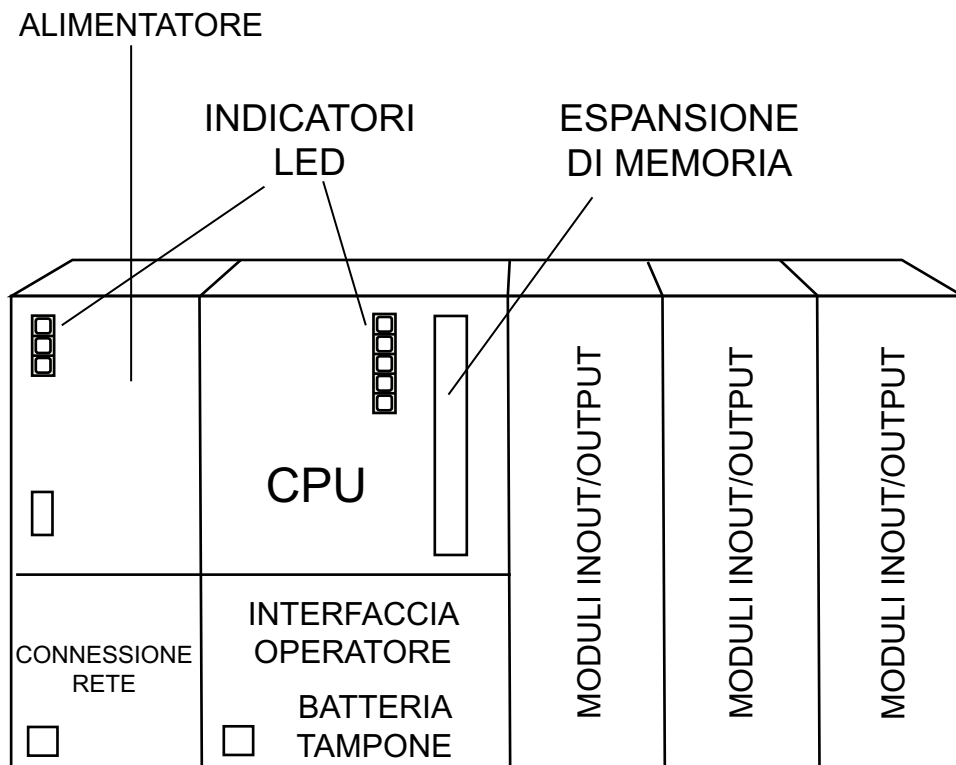 ALIMENTATORE
INDICATORI
LED
ESPANSIONE
DI MEMORIA
CPU
MODULI INOUT/OUTPUT
MODULI INOUT/OUTPUT
MODULI INOUT/OUTPUT
CONNESSIONE
RETE
INTERFACCIA
OPERATORE
BATTERIA
TAMPONE